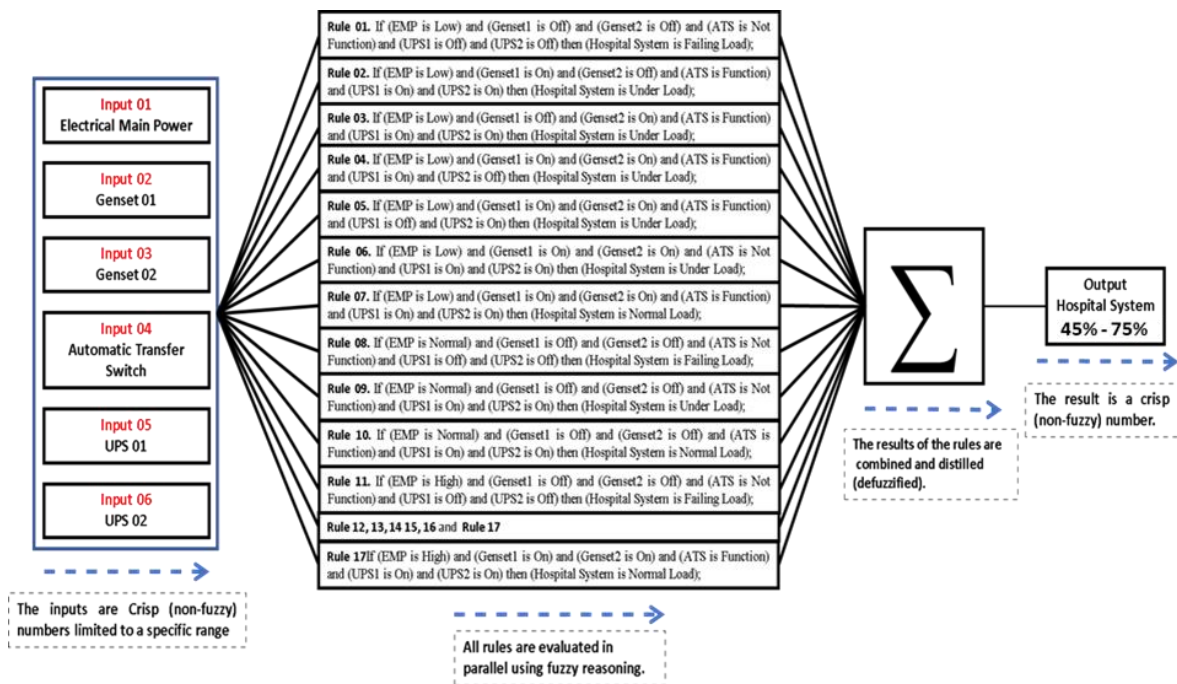 Input 01
Electrical Main Power
Input 02
Genset 01
Input 03
Genset 02
Input 04
Automatic Transfer
Switch
Input 05
UPS 01
Input 06
UPS 02
The inputs are Crisp (non-fuzzy)
numbers limited to a specific range
Rule 01. If (EMP is Low) and (Genset1 is Off) and (Genset2 is Off) and (ATS is Not
Function) and (UPS1 is Off) and (UPS2 is Off) then (Hospital System is Failing Load);
Rule 02. If (EMP is Low) and (Genset1 is On) and (Genset2 is Off) and (ATS is Function)
and (UPS1 is On) and (UPS2 is On) then (Hospital System is Under Load);
Rule 03. If (EMP is Low) and (Genset1 is Off) and (Genset2 is On) and (ATS is Function)
and (UPS1 is On) and (UPS2 is On) then (Hospital System is Under Load);
Rule 04. If (EMP is Low) and (Genset1 is On) and (Genset2 is On) and (ATS is Function)
and (UPS1 is On) and (UPS2 is Off) then (Hospital System is Under Load);
Rule 05. If (EMP is Low) and (Genset1 is On) and (Genset2 is On) and (ATS is Function)
and (UPS1 is Off) and (UPS2 is On) then (Hospital System is Under Load);
Rule 06. If (EMP is Low) and (Genset1 is On) and (Genset2 is On) and (ATS is Not
Function) and (UPS1 is On) and (UPS2 is On) then (Hospital System is Under Load);
Rule 07. If (EMP is Low) and (Genset1 is On) and (Genset2 is On) and (ATS is Function)
and (UPS1 is On) and (UPS2 is On) then (Hospital System is Normal Load);
Rule 08. If (EMP is Normal) and (Genset1 is Off) and (Genset2 is Off) and (ATS is Not
Function) and (UPS1 is Off) and (UPS2 is Off) then (Hospital System is Failing Load);
Rule 09. If (EMP is Normal) and (Genset1 is Off) and (Genset2 is Off) and (ATS is Not
Function) and (UPS1 is On) and (UPS2 is On) then (Hospital System is Under Load);
Rule 10. If (EMP is Normal) and (Genset1 is Off) and (Genset2 is Off) and (ATS is
Function) and (UPS1 is On) and (UPS2 is On) then (Hospital System is Normal Load);
Rule 11. If (EMP is High) and (Genset1 is Off) and (Genset2 is Off) and (ATS is Not
Function) and (UPS1 is Off) and (UPS2 is Off) then (Hospital System is Failing Load);
Rule 12, 13, 14 15, 16 and Rule 17
Rule 17If (EMP is High) and (Genset1 is On) and (Genset2 is On) and (ATS is Function)
and (UPS1 is On) and (UPS2 is On) then (Hospital System is Normal Load);
All rules are evaluated in
parallel using fuzzy reasoning.
Σ
The results of the rules are
combined and distilled
(defuzzified).
Output
Hospital System
45% - 75%
The result is a crisp
(non-fuzzy) number.